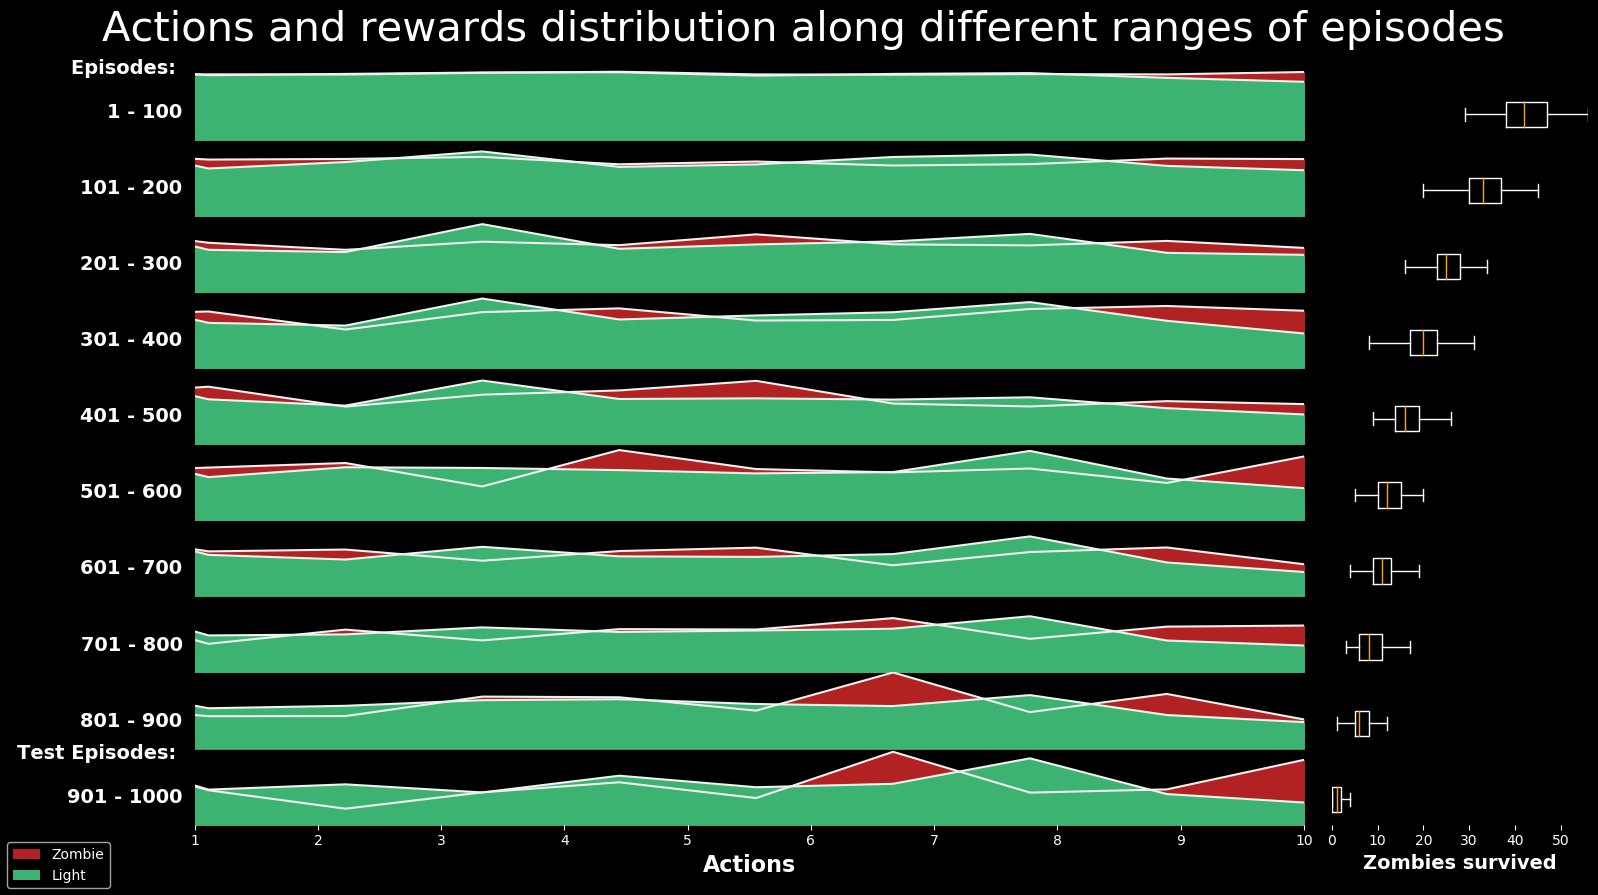 Actions and rewards distribution along different ranges of episodes
Episodes:
1 - 100
101 - 200
201 - 300
301 - 400
401 - 500
501 - 600
601 - 700
701 - 800
801 - 900
Test Episodes:
901 - 1000
1 2 3 4 5 6 7 8 9 10
Actions
0 10 20 30 40 50
Zombies survived
Zombie
Light